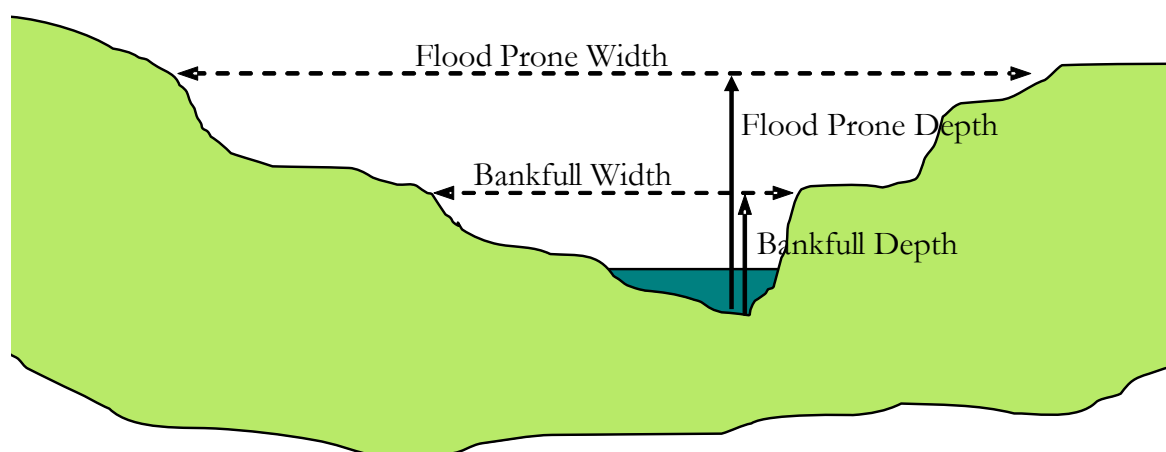 Flood Prone Width
Flood Prone Depth
Bankfull Width
Bankfull Depth